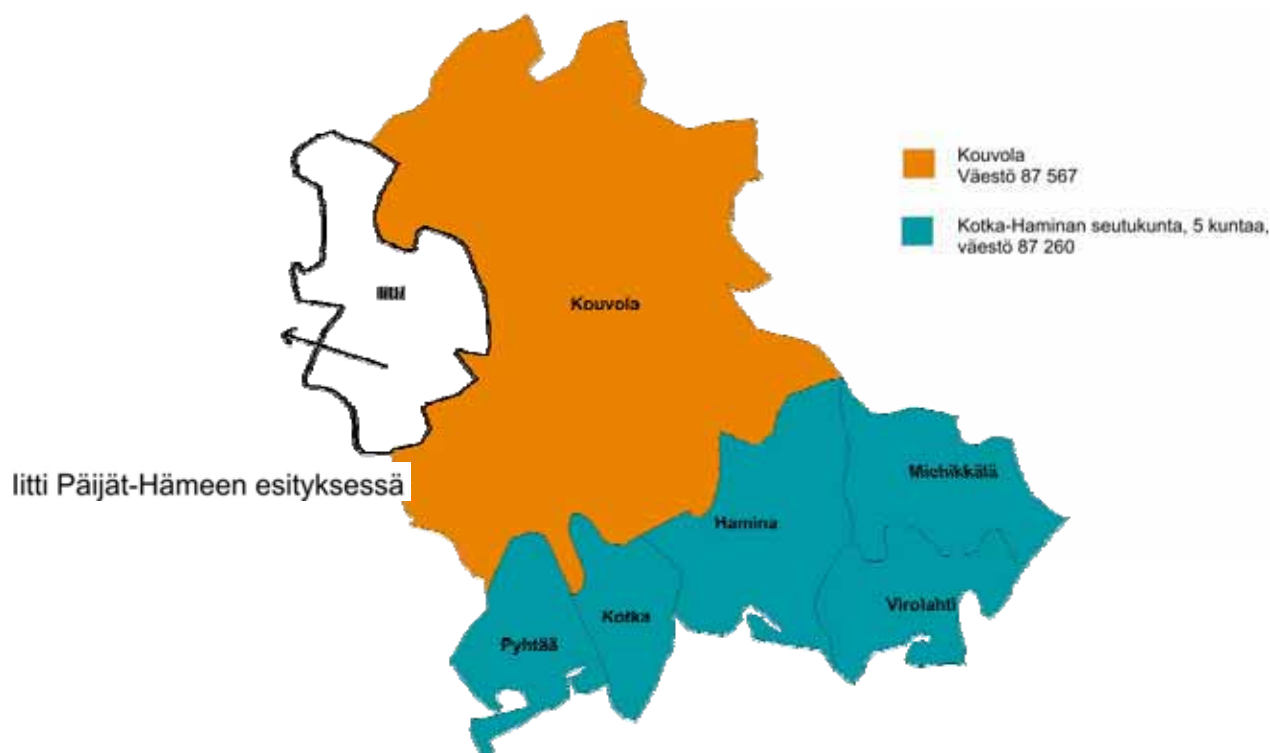 Kouvola
Väestö 87 567
Kotka-Haminan seutukunta, 5 kuntaa,
väestö 87 260
Iitti
Kouvola
Iitti Päijät-Hämeen esityksessä
Miehikkälä
Hamina
Virolahti
Kotka
Pyhtää